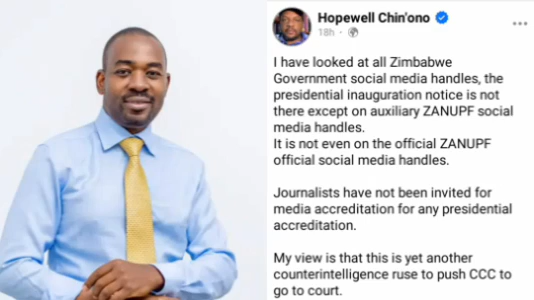 Hopewell Chin'ono
18h ·
I have looked at all Zimbabwe
Government social media handles, the
presidential inauguration notice is not
there except on auxiliary ZANUPF social
media handles.
It is not even on the official ZANUPF
official social media handles.
Journalists have not been invited for
media accreditation for any presidential
accreditation.
My view is that this is yet another
counterintelligence ruse to push CCC to
go to court.